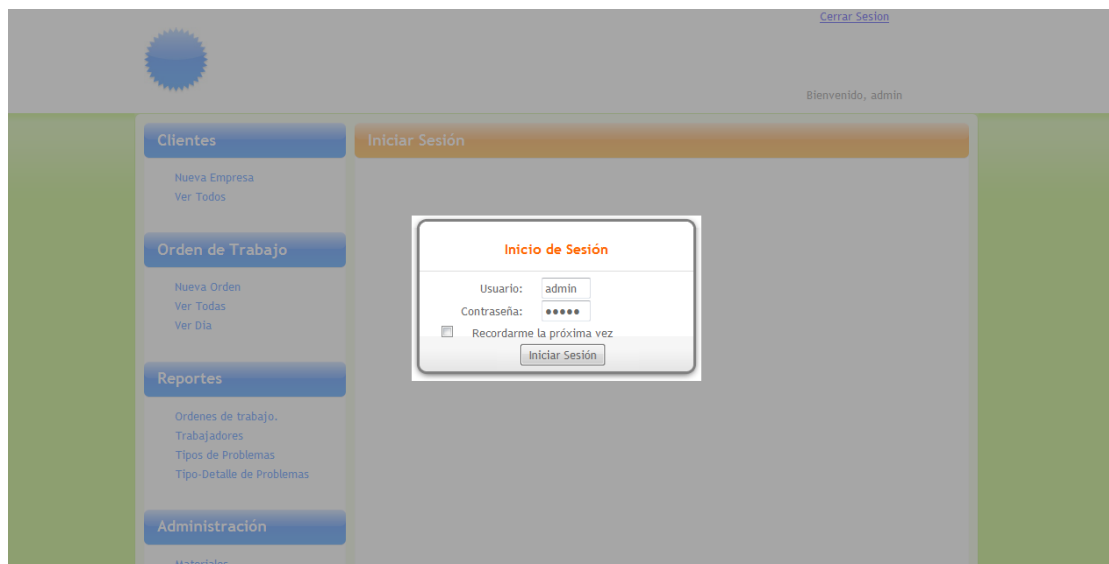 Cerrar Sesion
Bienvenido, admin
Clientes
Nueva Empresa
Ver Todos
Orden de Trabajo
Nueva Orden
Ver Todas
Ver Día
Reportes
Ordenes de trabajo.
Trabajadores
Tipos de Problemas
Tipo-Detalle de Problemas
Administración
Materiales
Iniciar Sesión
Inicio de Sesión
Usuario: admin
Contraseña: •••••
Recordarme la próxima vez
Iniciar Sesión